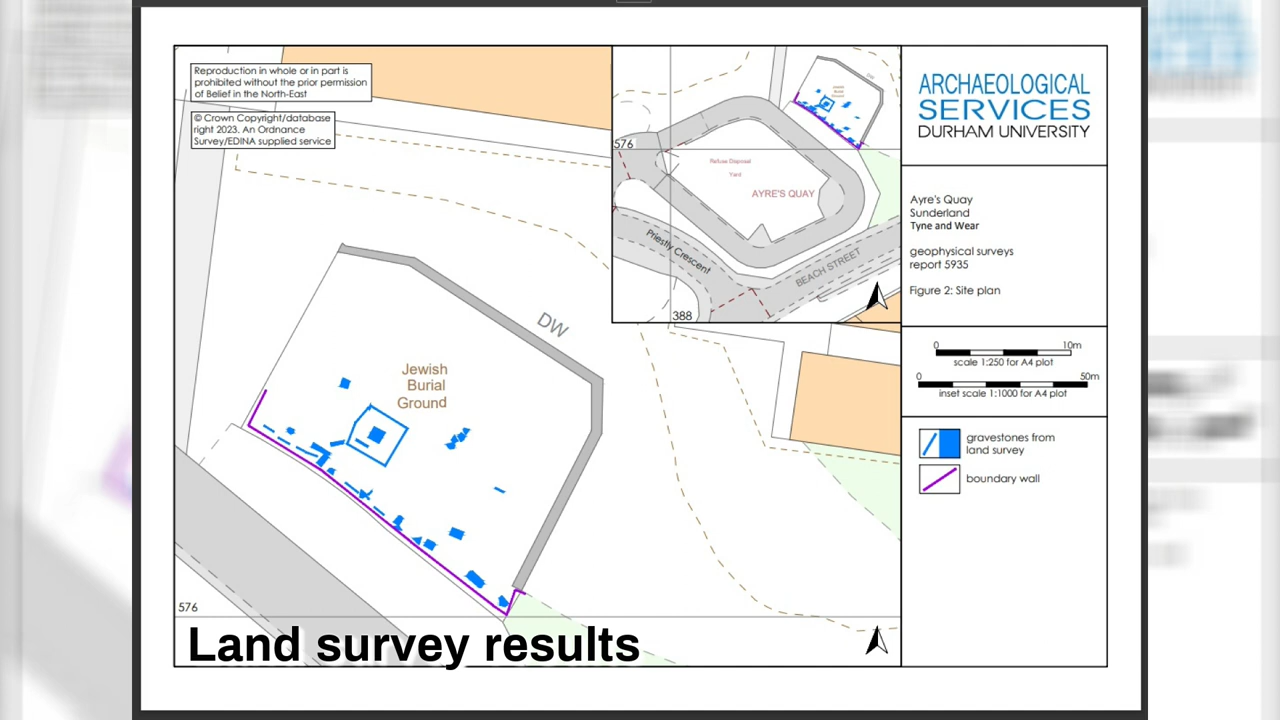 Reproduction in whole or in part is
prohibited without the prior permission
of Belief in the North-East
© Crown Copyright/database
right 2023. An Ordnance
Survey/EDINA supplied service
DW
Jewish
Burial
Ground
576
Land survey results
DW
Jewish
Burial
Ground
576
Refuse Disposal
Yard
AYRE'S QUAY
Priestly Crescent
BEACH STREET
388
ARCHAEOLOGICAL
SERVICES
DURHAM UNIVERSITY
Ayre's Quay
Sunderland
Tyne and Wear
geophysical surveys
report 5935
Figure 2: Site plan
0 10m
scale 1:250 for A4 plot
0 50m
inset scale 1:1000 for A4 plot
gravestones from
land survey
boundary wall